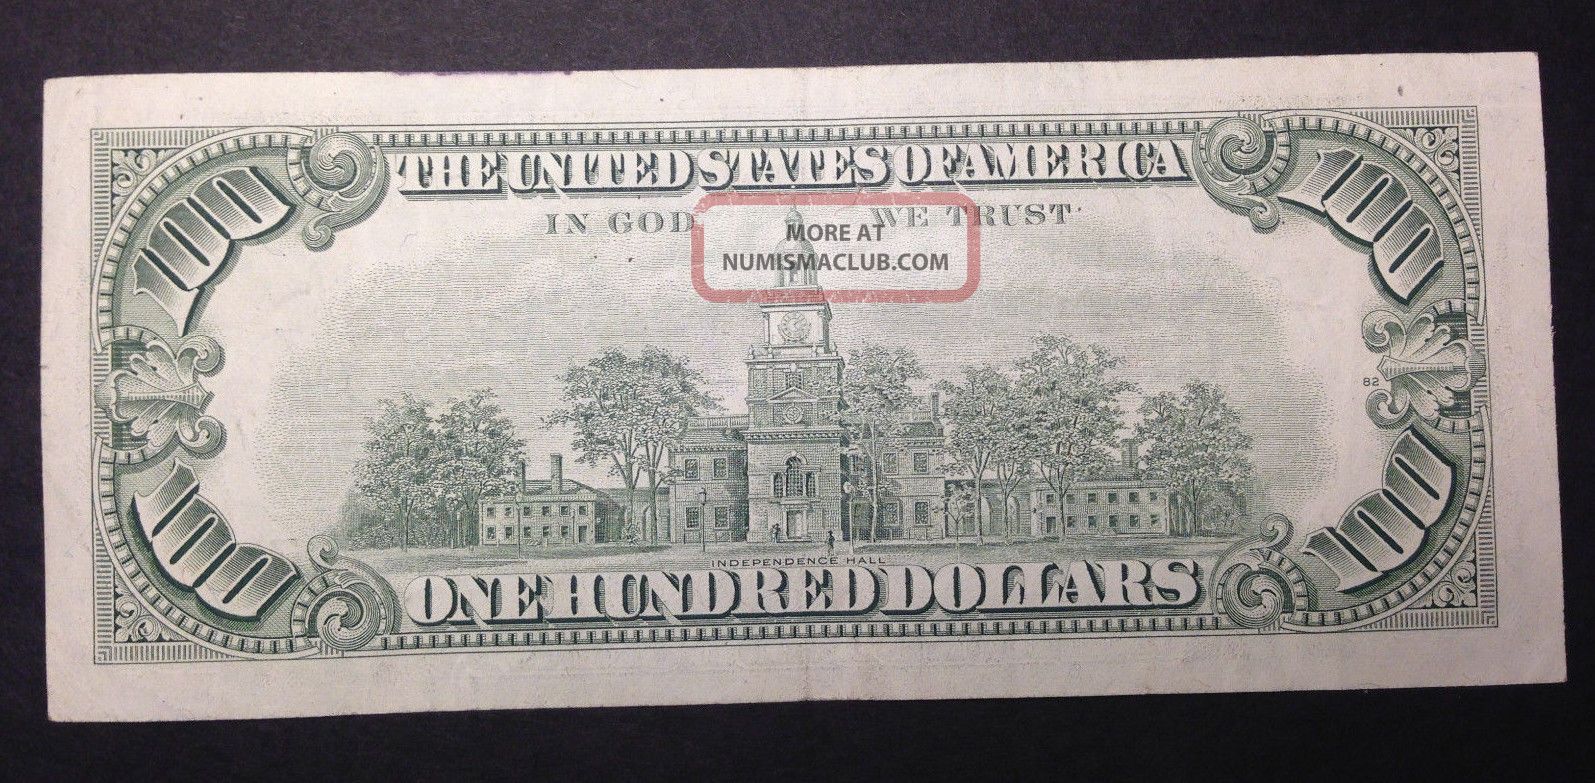 THE UNITED STATES OF AMERICA
IN GOD WE TRUST
MORE AT
NUMISMACLUB.COM
100
100
82
100
100
INDEPENDENCE HALL
ONE HUNDRED DOLLARS